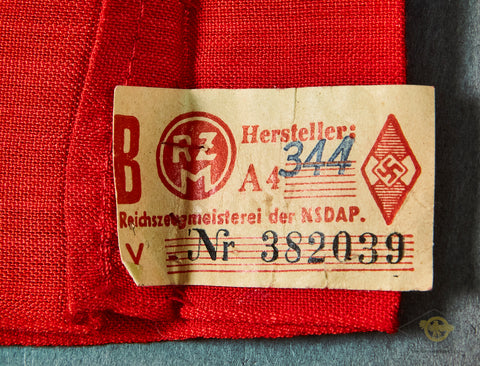 B RZM Hersteller:
A4 344
Reichszeugmeisterei der NSDAP.
V Nr 382039